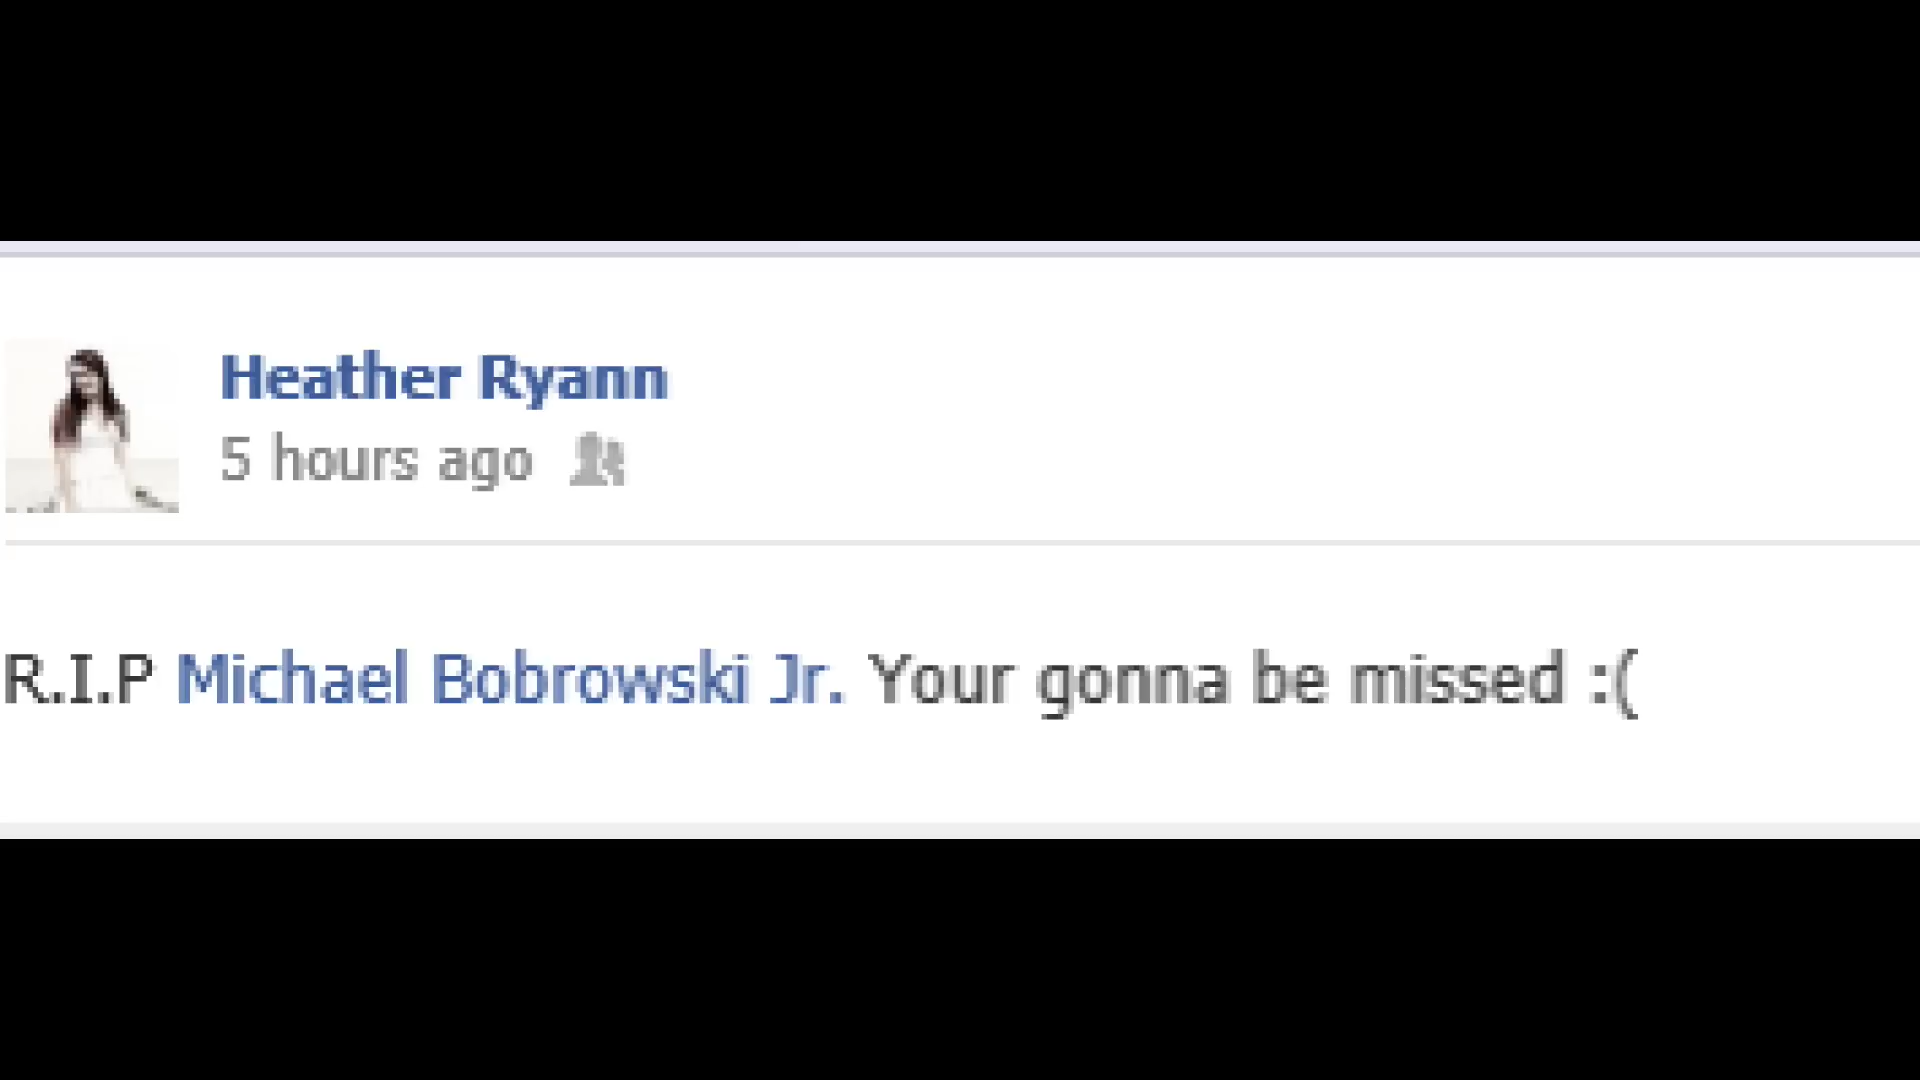 Heather Ryann
5 hours ago
R.I.P Michael Bobrowski Jr. Your gonna be missed :(